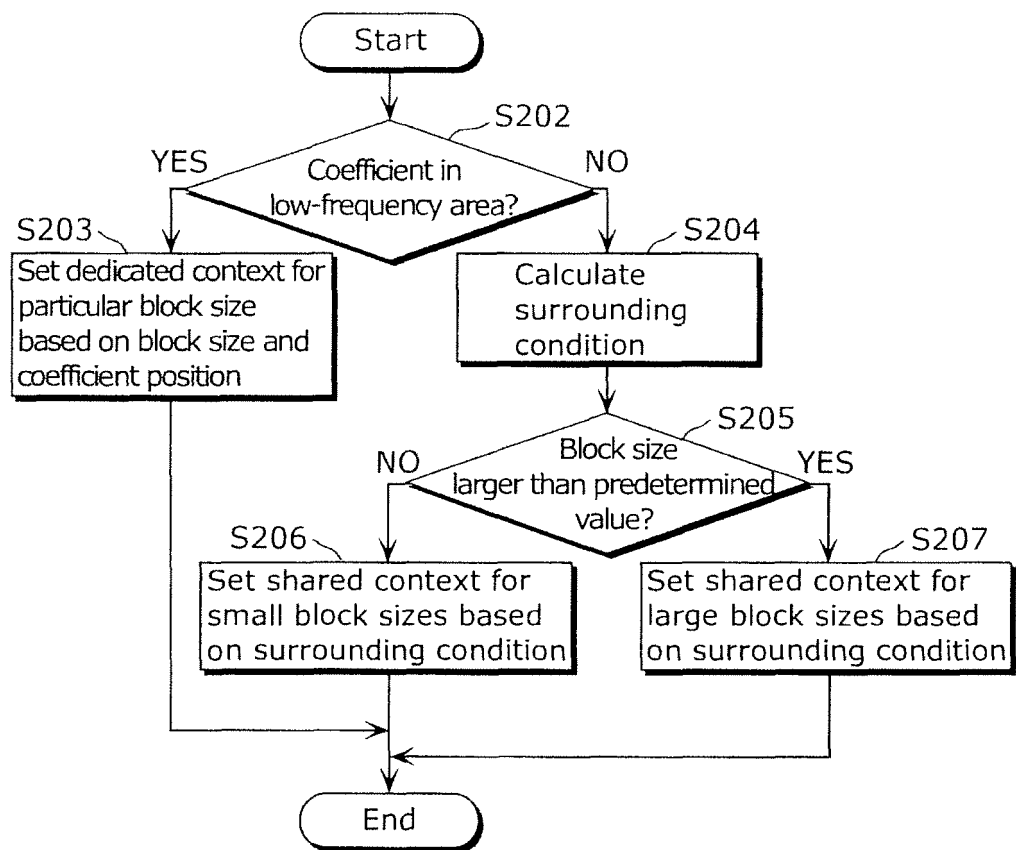 Start
S202
YES
Coefficient in
low-frequency area?
NO
S203
Set dedicated context for
particular block size
based on block size and
coefficient position
S204
Calculate
surrounding
condition
S205
NO
Block size
larger than predetermined
value?
YES
S206
Set shared context for
small block sizes based
on surrounding condition
S207
Set shared context for
large block sizes based
on surrounding condition
End